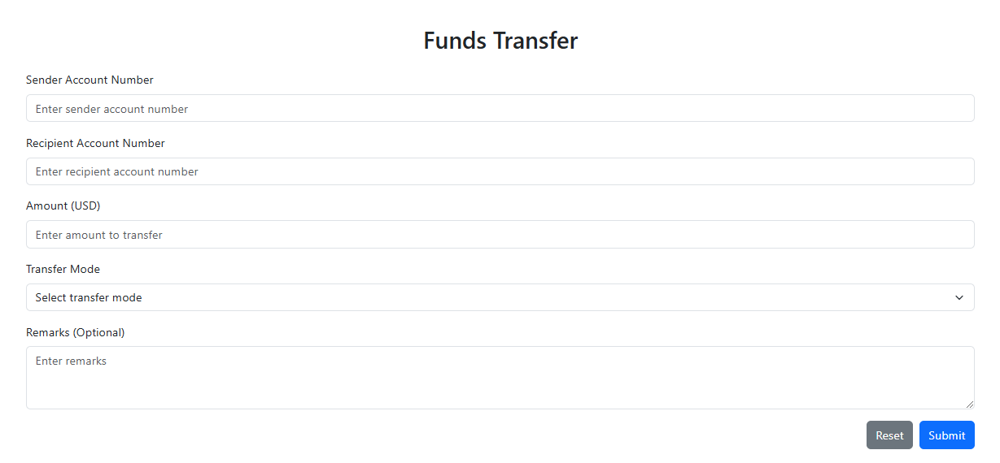 Funds Transfer
Sender Account Number
Enter sender account number
Recipient Account Number
Enter recipient account number
Amount (USD)
Enter amount to transfer
Transfer Mode
Select transfer mode
Remarks (Optional)
Enter remarks
Reset Submit